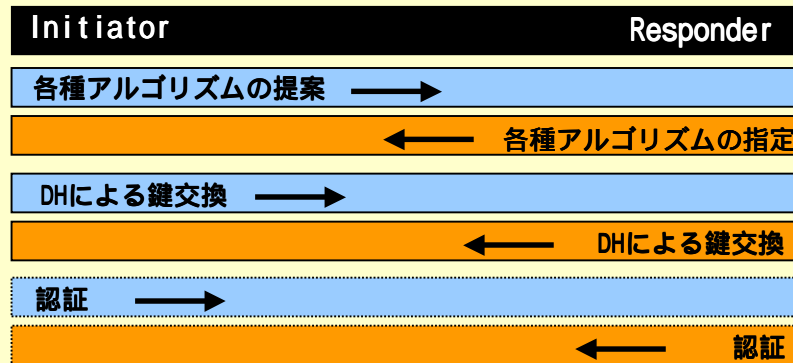 Initiator Responder
各種アルゴリズムの提案
各種アルゴリズムの指定
DHによる鍵交換
DHによる鍵交換
認証
認証